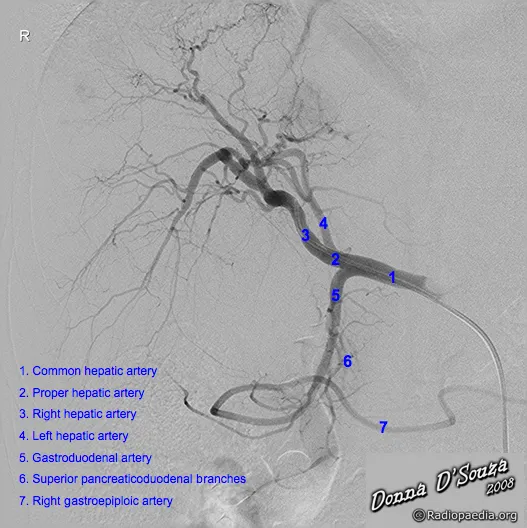 R
4
3
2
1
5
6
7
1. Common hepatic artery
2. Proper hepatic artery
3. Right hepatic artery
4. Left hepatic artery
5. Gastroduodenal artery
6. Superior pancreaticoduodenal branches
7. Right gastroepiploic artery
Donna D'Souza
2008
© Radiopaedia.org